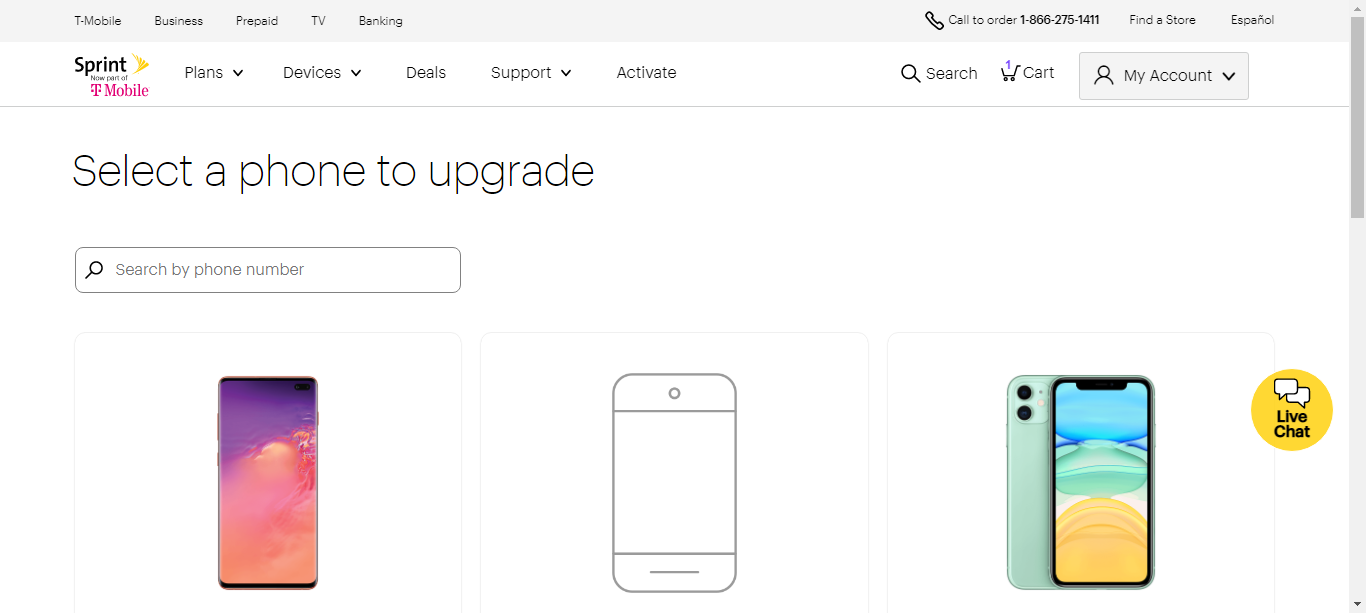 T-Mobile Business Prepaid TV Banking Call to order 1-866-275-1411 Find a Store Español
Sprint
Now part of
T Mobile
Plans Devices Deals Support Activate Search 1 Cart My Account
Select a phone to upgrade
Search by phone number
Live
Chat